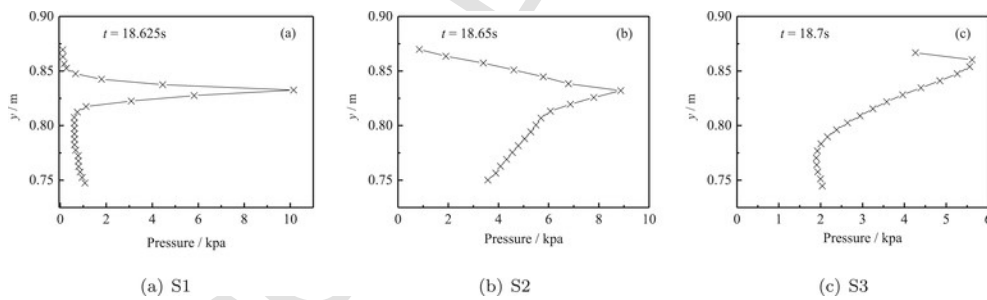 0.90
0.85
0.80
0.75
y / m
t = 18.625s
(a)
0 2 4 6 8 10
Pressure / kpa
(a) S1
0.90
0.85
0.80
0.75
y / m
t = 18.65s
(b)
0 2 4 6 8 10
Pressure / kpa
(b) S2
0.90
0.85
0.80
0.75
y / m
t = 18.7s
(c)
0 1 2 3 4 5 6
Pressure / kpa
(c) S3